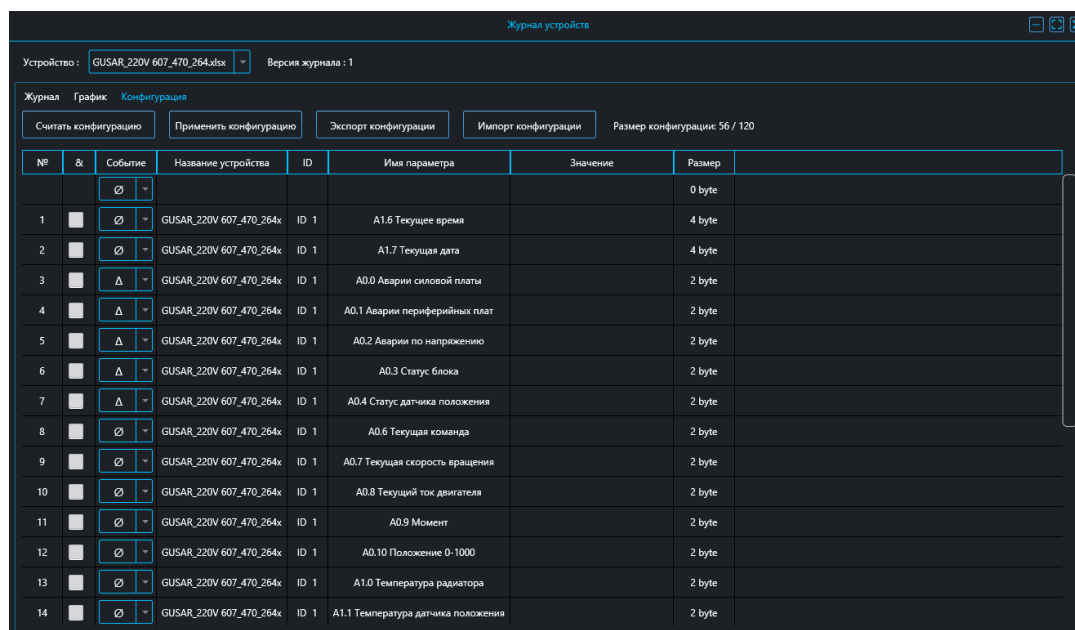 Журнал устройств
Устройство : GUSAR_220V 607_470_264.xlsx Версия журнала : 1
Журнал График Конфигурация
Считать конфигурацию Применить конфигурацию Экспорт конфигурации Импорт конфигурации Размер конфигурации: 56 / 120
№ & Событие Название устройства ID Имя параметра Значение Размер
Ø 0 byte
1 Ø GUSAR_220V 607_470_264x ID 1 A1.6 Текущее время 4 byte
2 Ø GUSAR_220V 607_470_264x ID 1 A1.7 Текущая дата 4 byte
3 Δ GUSAR_220V 607_470_264x ID 1 A0.0 Аварии силовой платы 2 byte
4 Δ GUSAR_220V 607_470_264x ID 1 A0.1 Аварии периферийных плат 2 byte
5 Δ GUSAR_220V 607_470_264x ID 1 A0.2 Аварии по напряжению 2 byte
6 Δ GUSAR_220V 607_470_264x ID 1 A0.3 Статус блока 2 byte
7 Δ GUSAR_220V 607_470_264x ID 1 A0.4 Статус датчика положения 2 byte
8 Ø GUSAR_220V 607_470_264x ID 1 A0.6 Текущая команда 2 byte
9 Ø GUSAR_220V 607_470_264x ID 1 A0.7 Текущая скорость вращения 2 byte
10 Ø GUSAR_220V 607_470_264x ID 1 A0.8 Текущий ток двигателя 2 byte
11 Ø GUSAR_220V 607_470_264x ID 1 A0.9 Момент 2 byte
12 Ø GUSAR_220V 607_470_264x ID 1 A0.10 Положение 0-1000 2 byte
13 Ø GUSAR_220V 607_470_264x ID 1 A1.0 Температура радиатора 2 byte
14 Ø GUSAR_220V 607_470_264x ID 1 A1.1 Температура датчика положения 2 byte